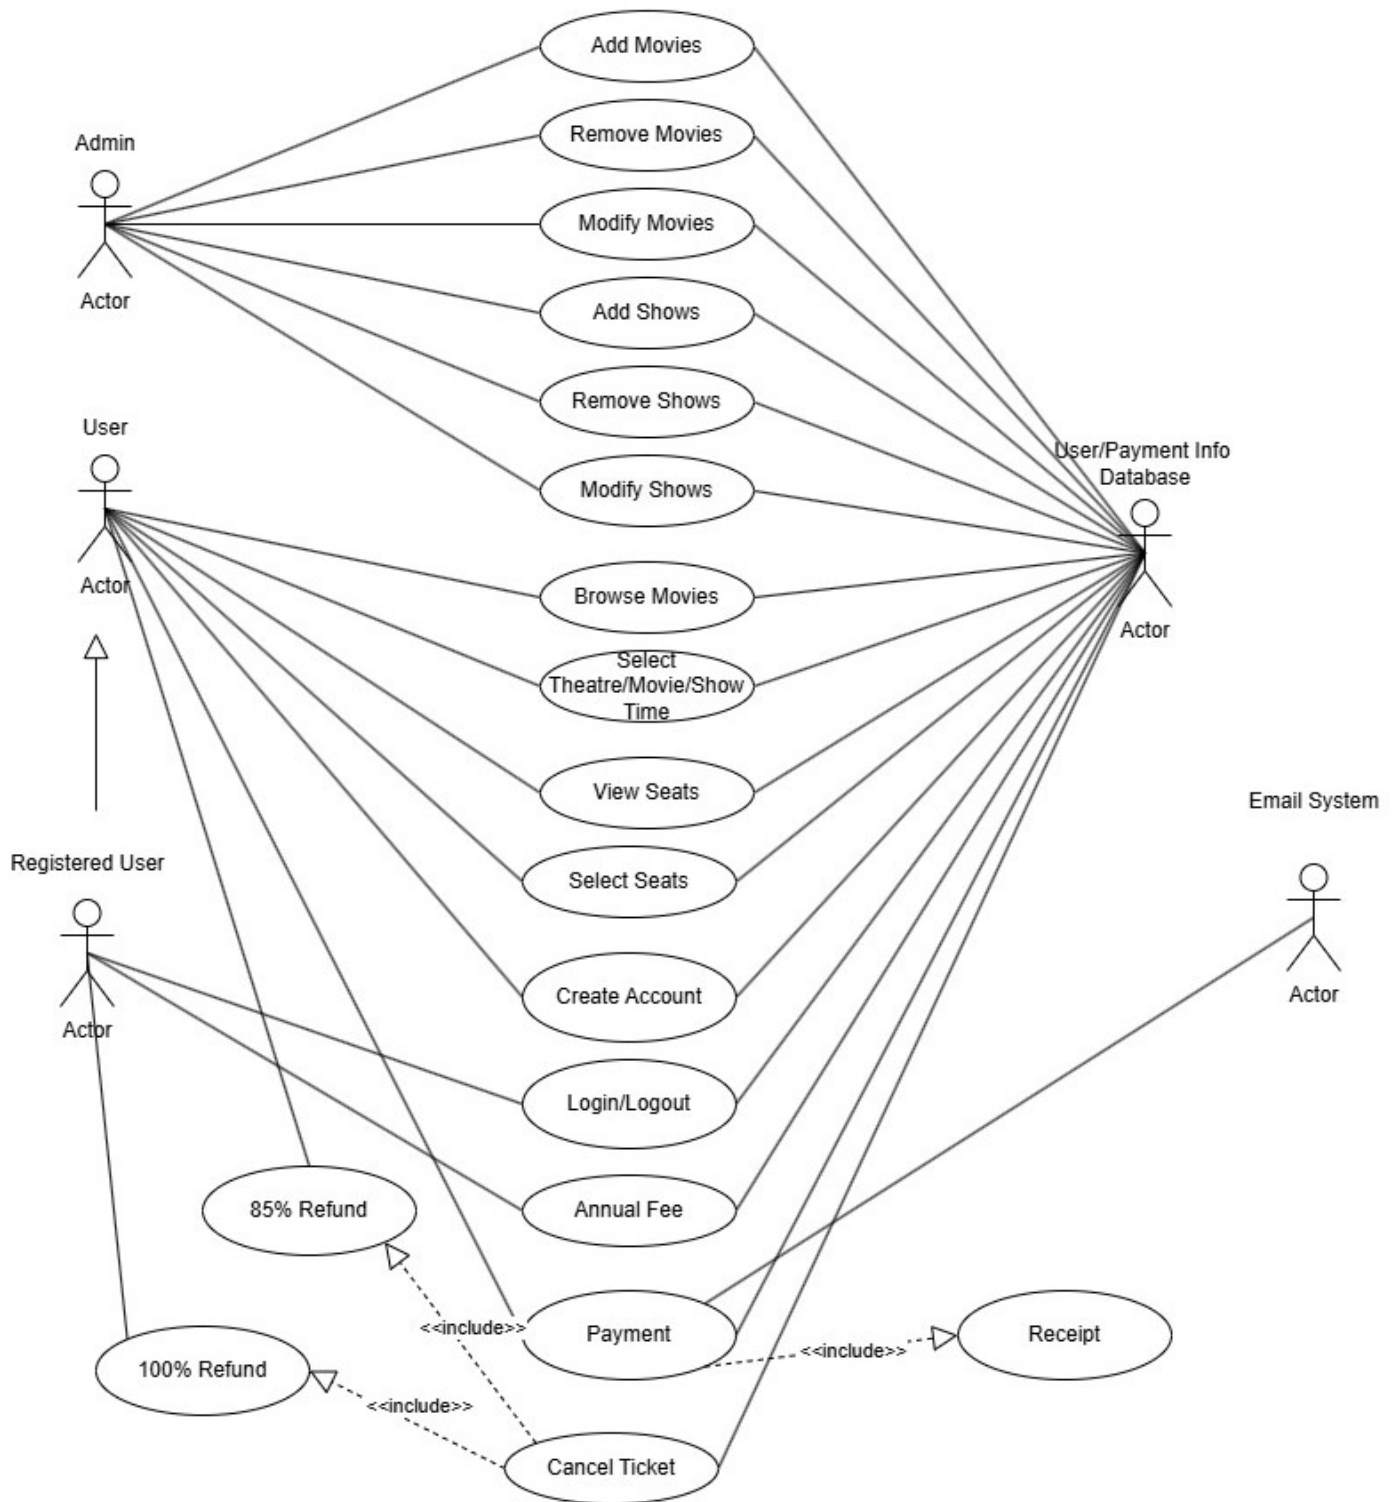 Add Movies
Remove Movies
Admin
Modify Movies
Actor
Add Shows
Remove Shows
User
User/Payment Info
Database
Modify Shows
Actor
Browse Movies
Actor
Select
Theatre/Movie/Show
Time
View Seats
Email System
Registered User
Select Seats
Create Account
Actor
Actor
Login/Logout
85% Refund
Annual Fee
<<include>>
Payment
Receipt
<<include>>
100% Refund
<<include>>
Cancel Ticket